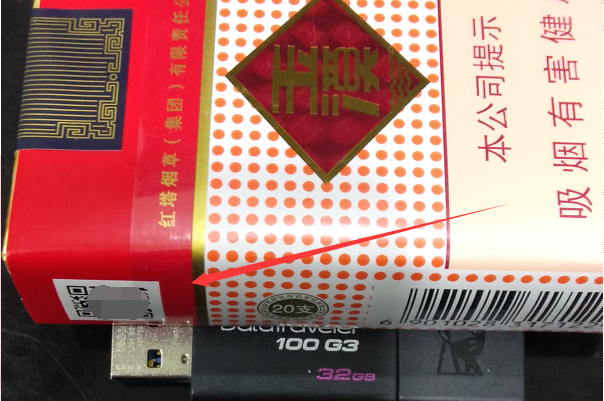 红塔烟草（集团）有限责任公
玉溪
本公司提示
吸烟有害健
20支
DataTraveler
100 G3
32GB